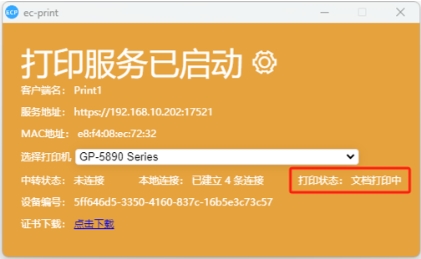 ECP ec-print
打印服务已启动
客户端名： Print1
服务地址： https://192.168.10.202:17521
MAC地址： e8:f4:08:ec:72:32
选择打印机 GP-5890 Series
中转状态： 未连接 本地连接： 已建立 4 条连接 打印状态： 文档打印中
设备编号： 5ff646d5-3350-4160-837c-16b5e3c73c57
证书下载： 点击下载